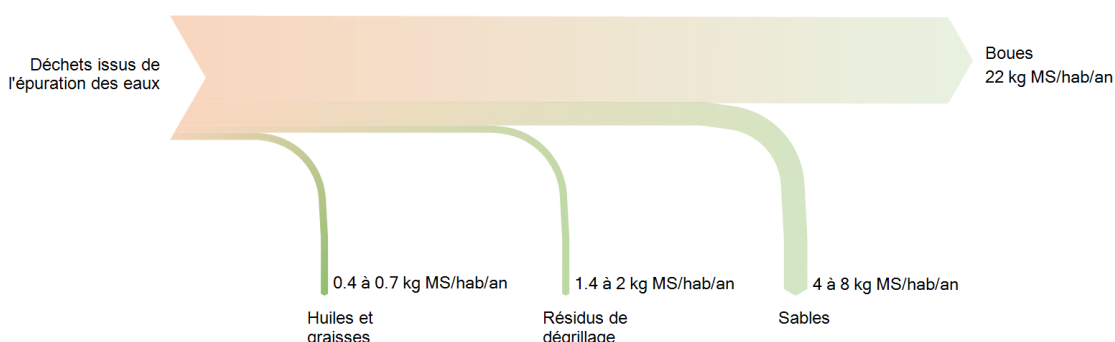 Déchets issus de
l'épuration des eaux
Boues
22 kg MS/hab/an
0.4 à 0.7 kg MS/hab/an
Huiles et
graisses
1.4 à 2 kg MS/hab/an
Résidus de
dégrillage
4 à 8 kg MS/hab/an
Sables